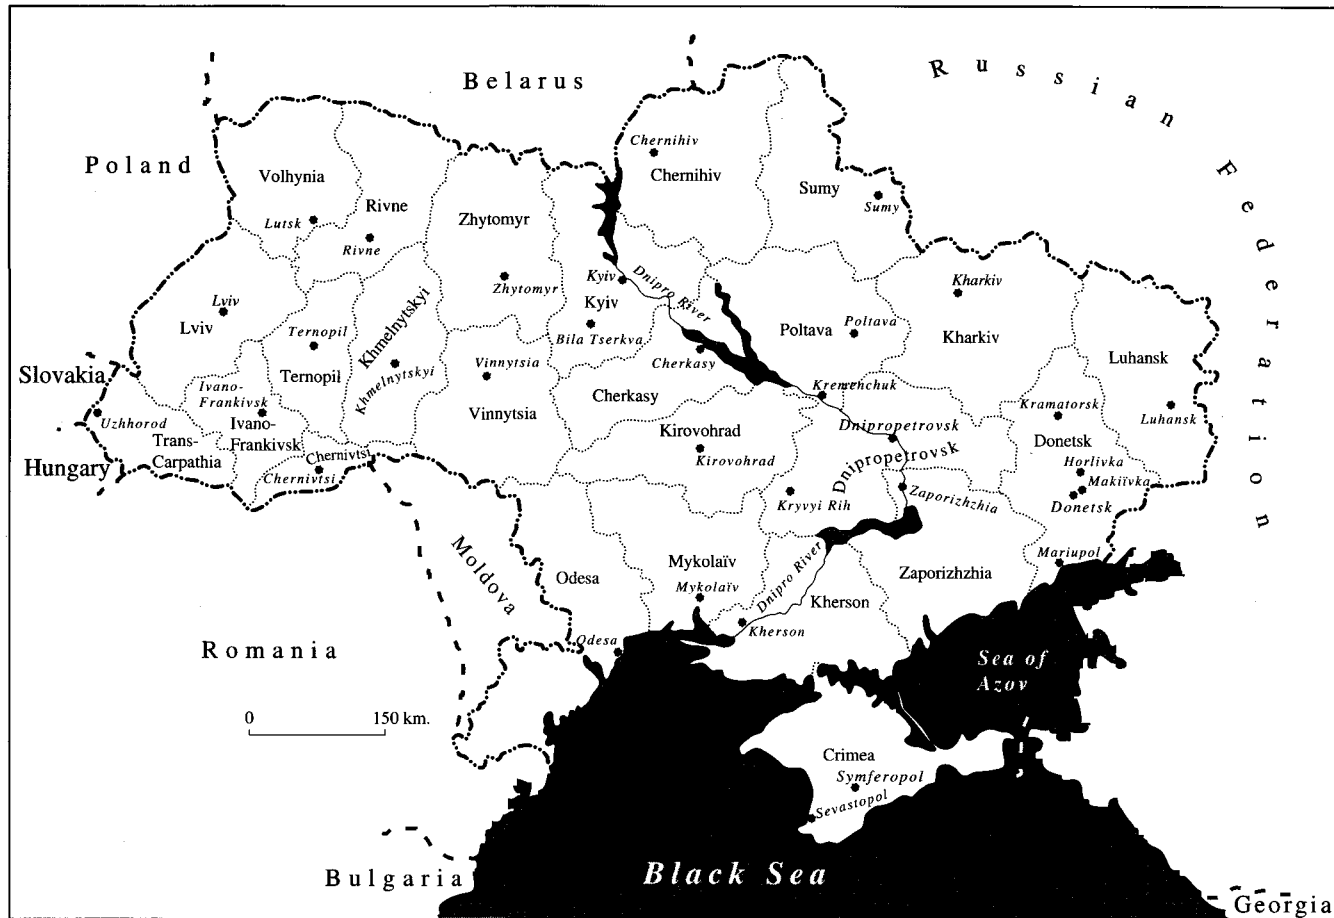 Russian Federation
Belarus
Poland
Chernihiv
Chernihiv
Volhynia
Sumy
Sumy
Rivne
Lutsk
Zhytomyr
Rivne
Kyiv
Dnipro River
Kharkiv
Zhytomyr
Lviv
Lviv
Kyiv
Ternopil
Khmelnytskyi
Bila Tserkva
Poltava
Poltava
Kharkiv
Luhansk
Cherkasy
Vinnytsia
Slovakia
Ternopil
Ivano-
Frankivsk
Khmelnytskyi
Cherkasy
Kremenchuk
Kramatorsk
Luhansk
Uzhhorod
Vinnytsia
Ivano-
Frankivsk
Trans-
Carpathia
Kirovohrad
Dnipropetrovsk
Donetsk
Hungary
Chernivtsi
Chernivtsi
Kirovohrad
Dnipropetrovsk
Horlivka
Makiïvka
Kryvyi Rih
Zaporizhzhia
Donetsk
Moldova
Mykolaïv
Mariupol
Odesa
Mykolaïv
Dnipro River
Zaporizhzhia
Kherson
Kherson
Romania
Odesa
Sea of
Azov
0
150 km.
Crimea
Symferopol
Sevastopol
Bulgaria
Black Sea
Georgia